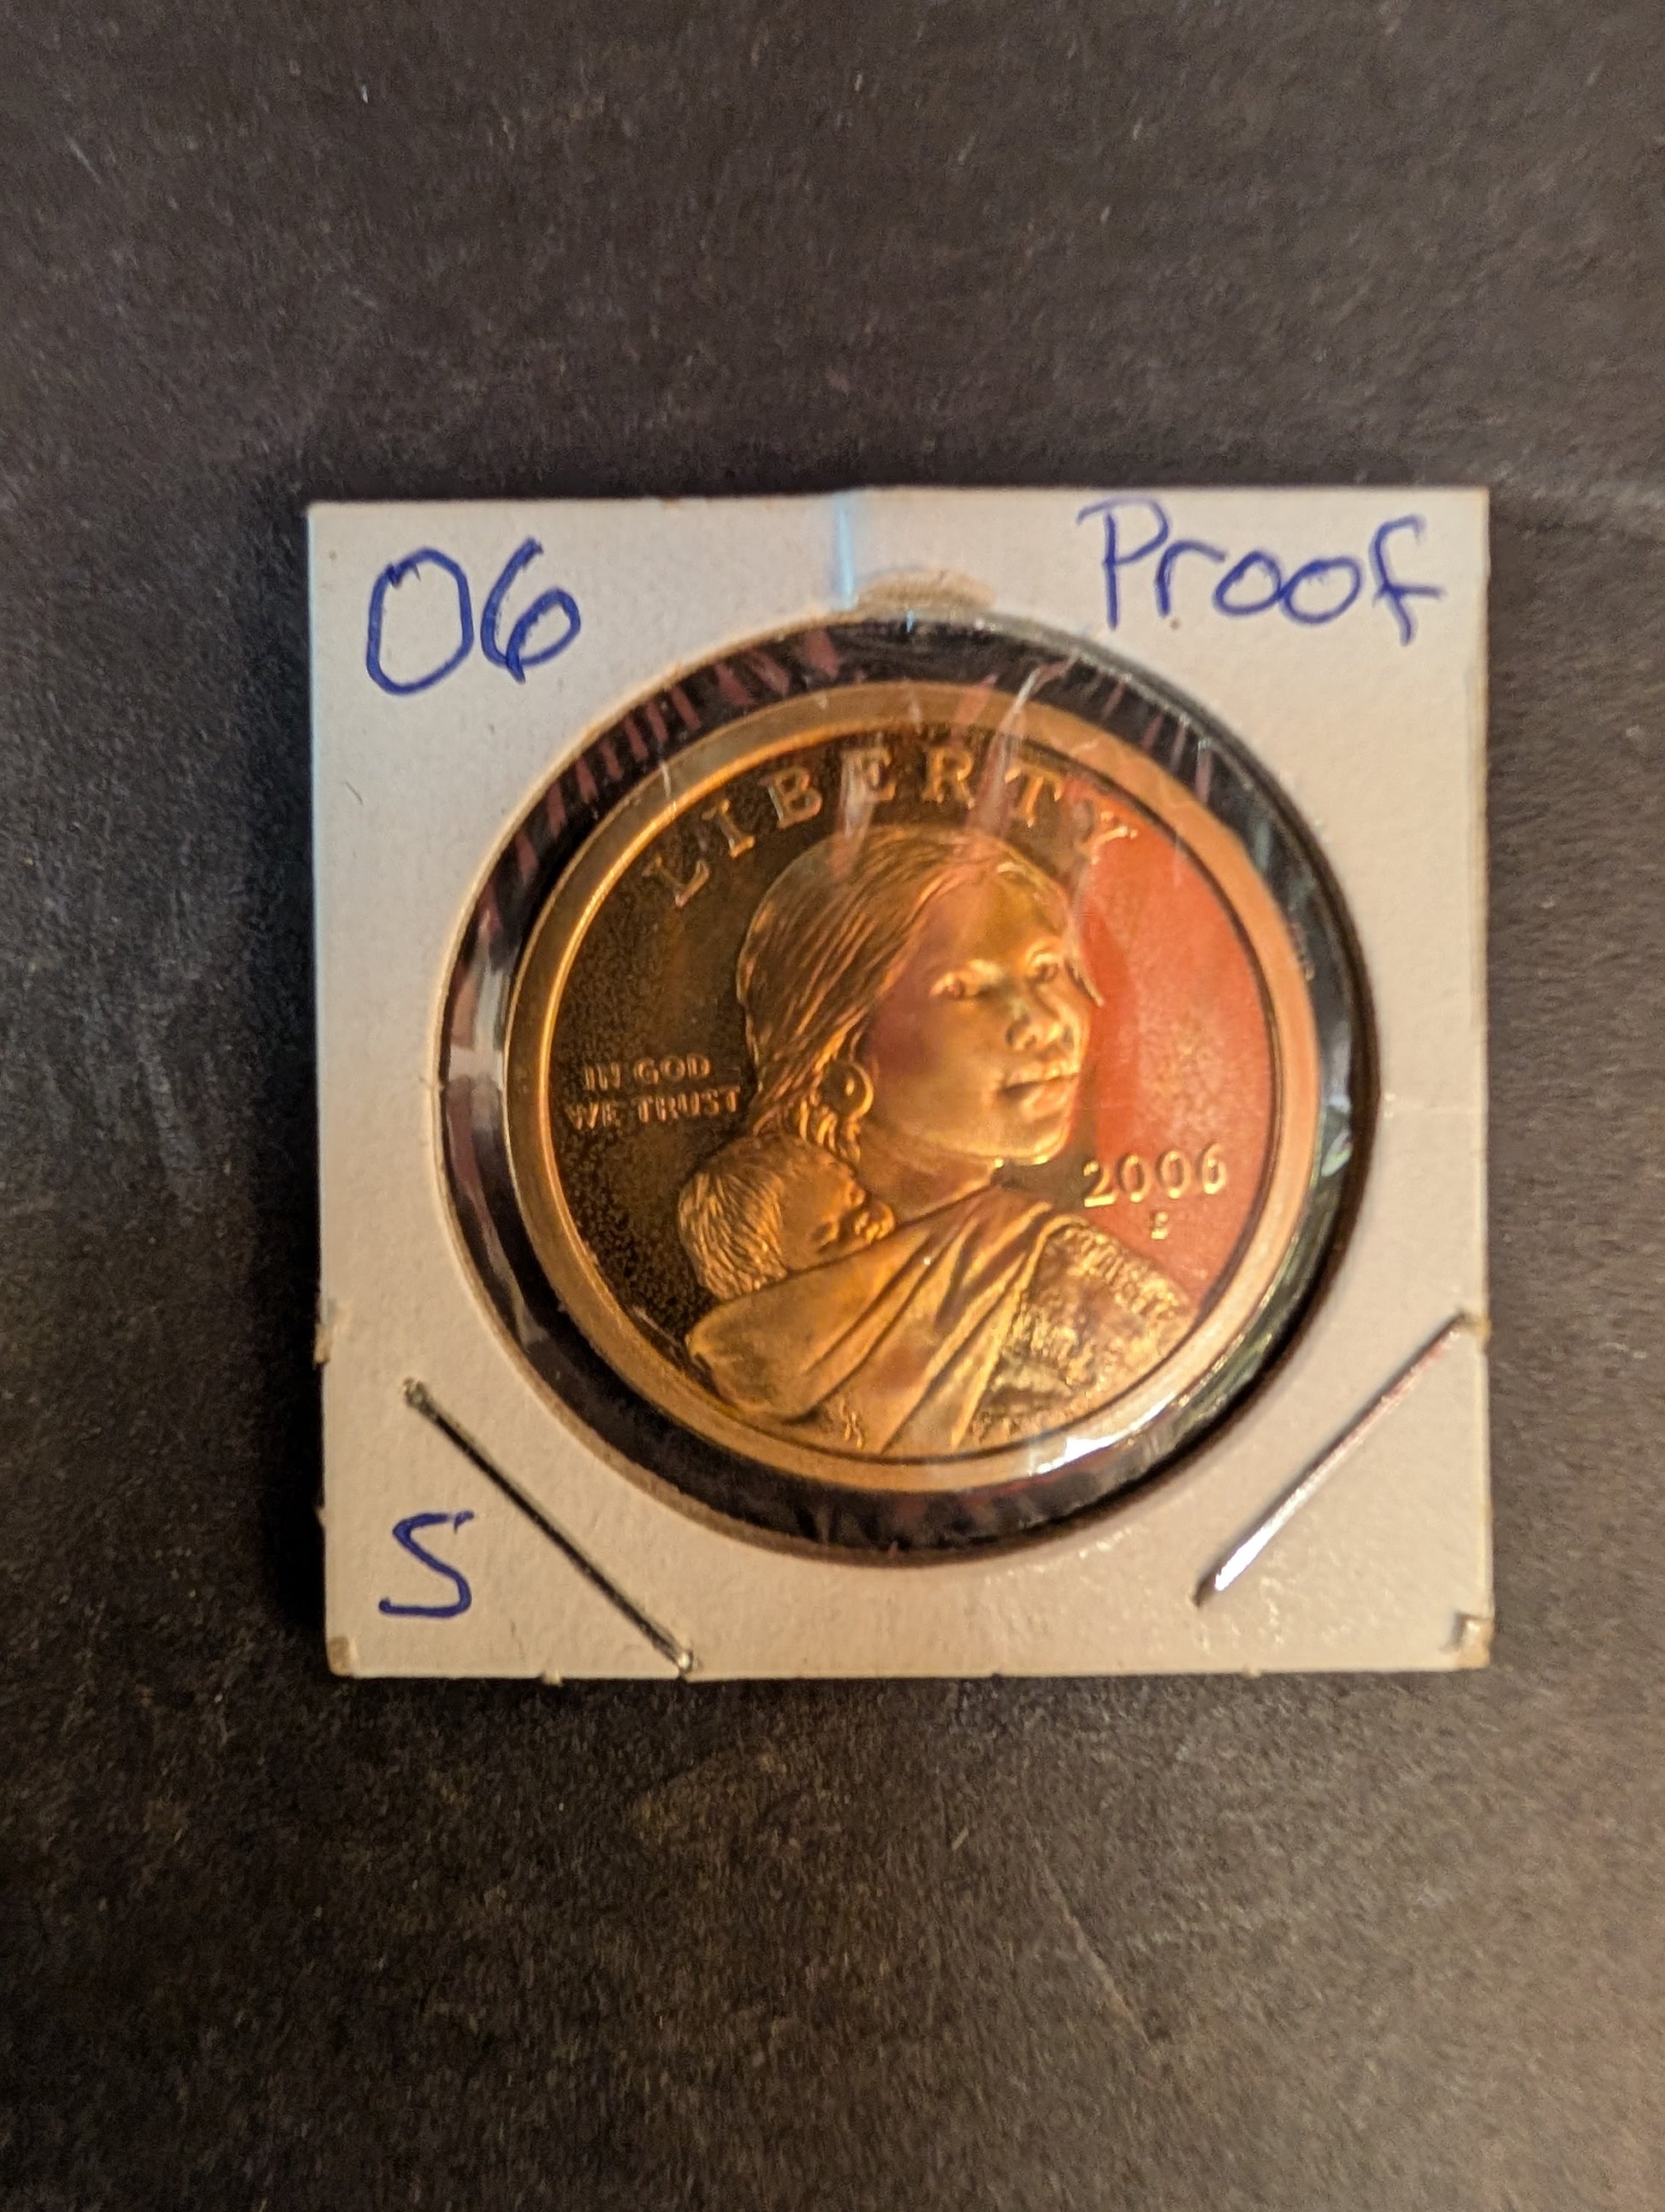 06 Proof
LIBERTY
IN GOD
WE TRUST
2006
S
S